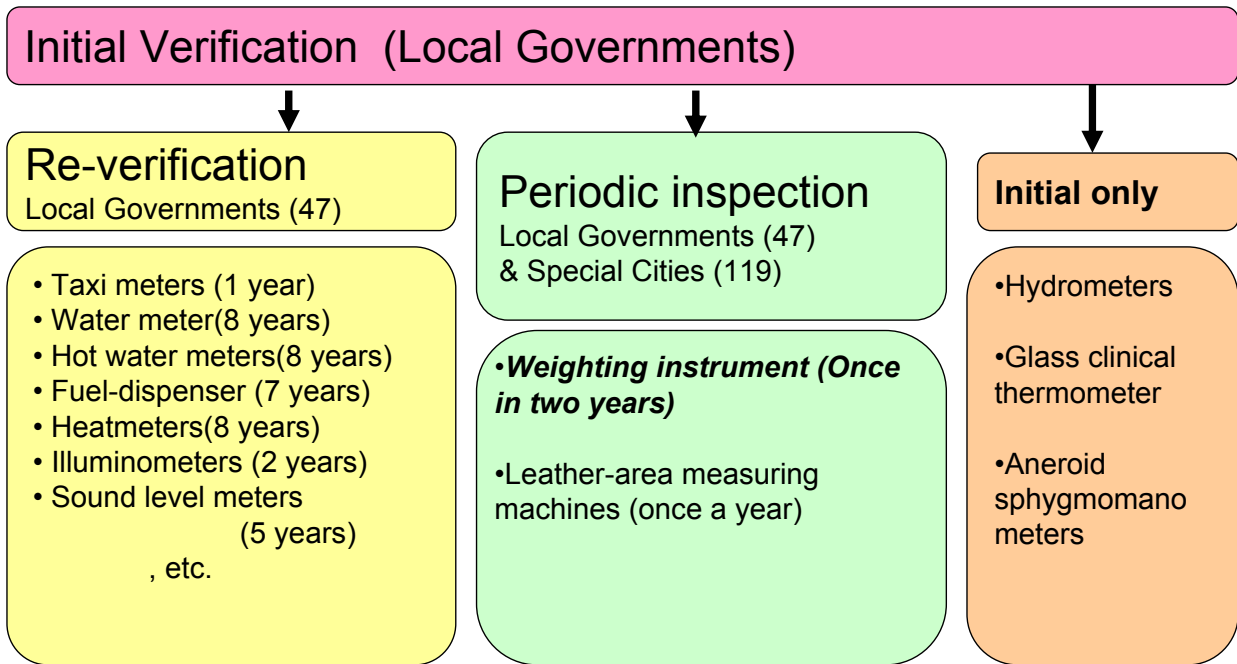 Initial Verification (Local Governments)
Re-verification
Local Governments (47)
• Taxi meters (1 year)
• Water meter(8 years)
• Hot water meters(8 years)
• Fuel-dispenser (7 years)
• Heatmeters(8 years)
• Illuminometers (2 years)
• Sound level meters
(5 years)
, etc.
Periodic inspection
Local Governments (47)
& Special Cities (119)
•Weighting instrument (Once
in two years)
•Leather-area measuring
machines (once a year)
Initial only
•Hydrometers
•Glass clinical
thermometer
•Aneroid
sphygmomano
meters